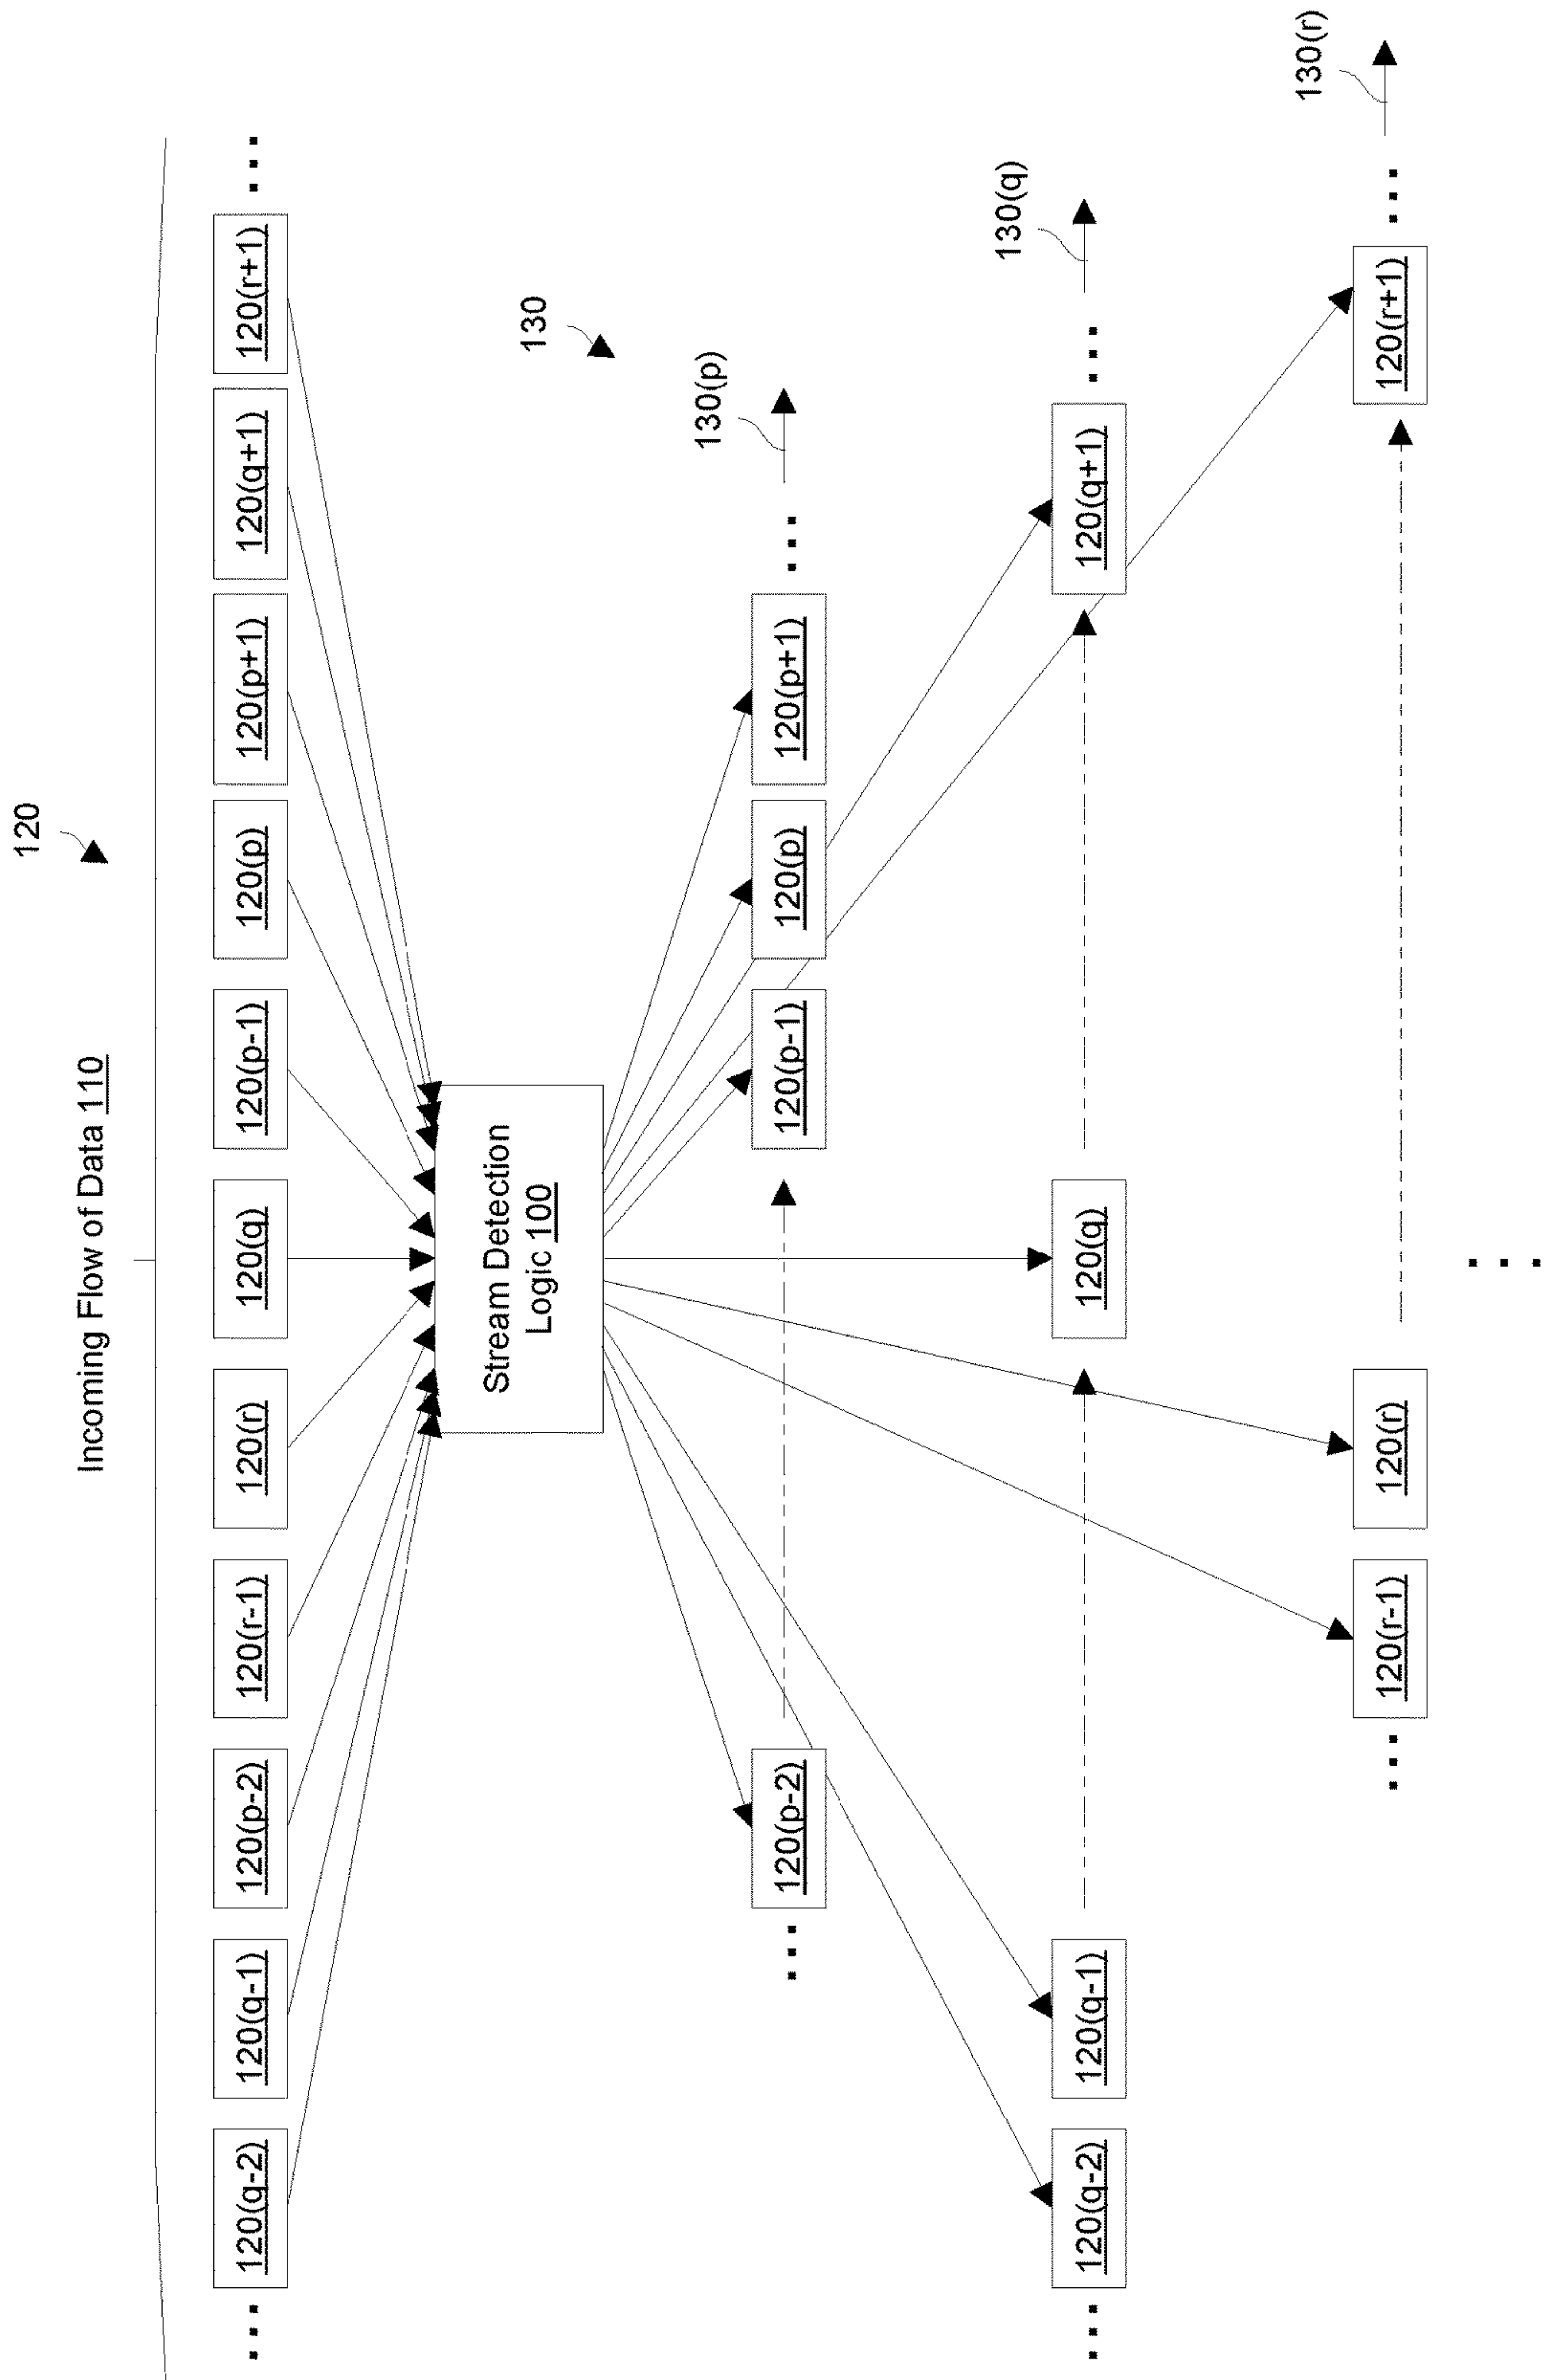 120
Incoming Flow of Data 110
120(q-2)
120(q-1)
120(p-2)
120(r-1)
120(r)
120(q)
120(p-1)
120(p)
120(p+1)
120(q+1)
120(r+1)
Stream Detection
Logic 100
130
130(p)
120(p-2)
120(p-1)
120(p)
120(p+1)
130(q)
120(q-2)
120(q-1)
120(q)
120(q+1)
130(r)
120(r-1)
120(r)
120(r+1)